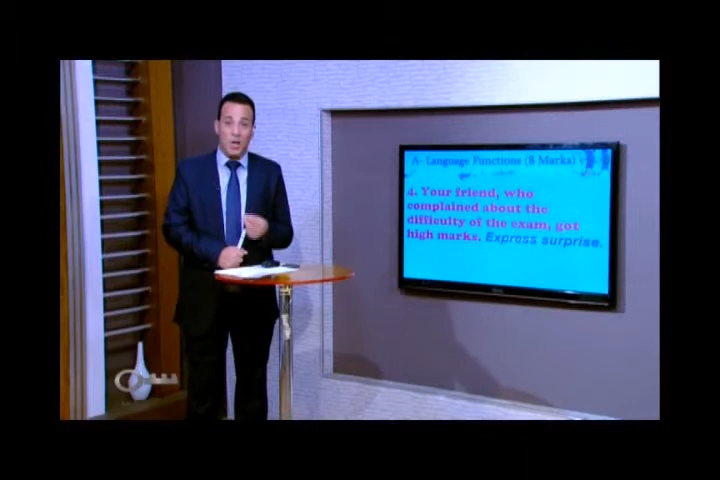 A- Language Functions (8 Marks)
4. Your friend, who
complained about the
difficulty of the exam, got
high marks. Express surprise.